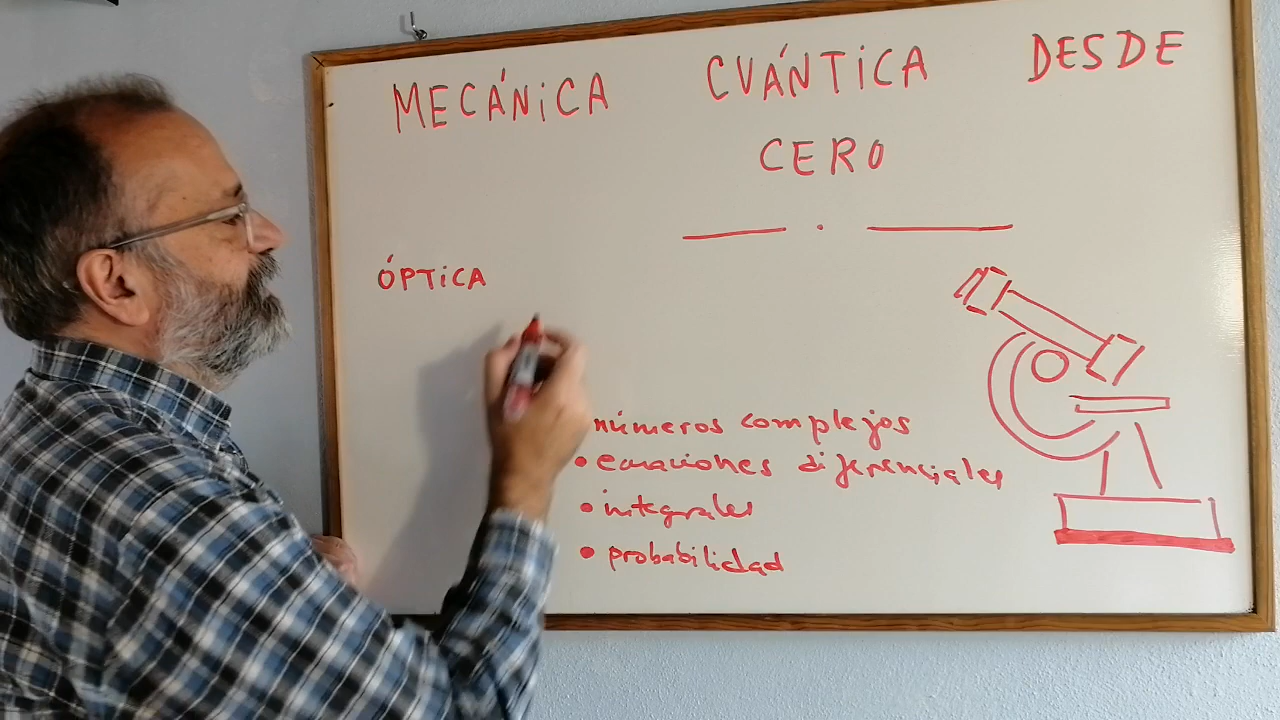 MECÁNiCA CUÁNTiCA DESDE
CERO
ÓPTiCA
números complejos
• ecuaciones diferenciales
• integrales
• probabilidad